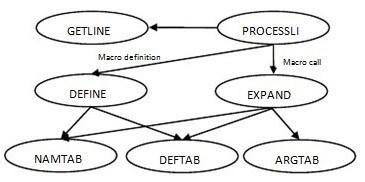 GETLINE
PROCESSLI
Macro definition
Macro call
DEFINE
EXPAND
NAMTAB
DEFTAB
ARGTAB